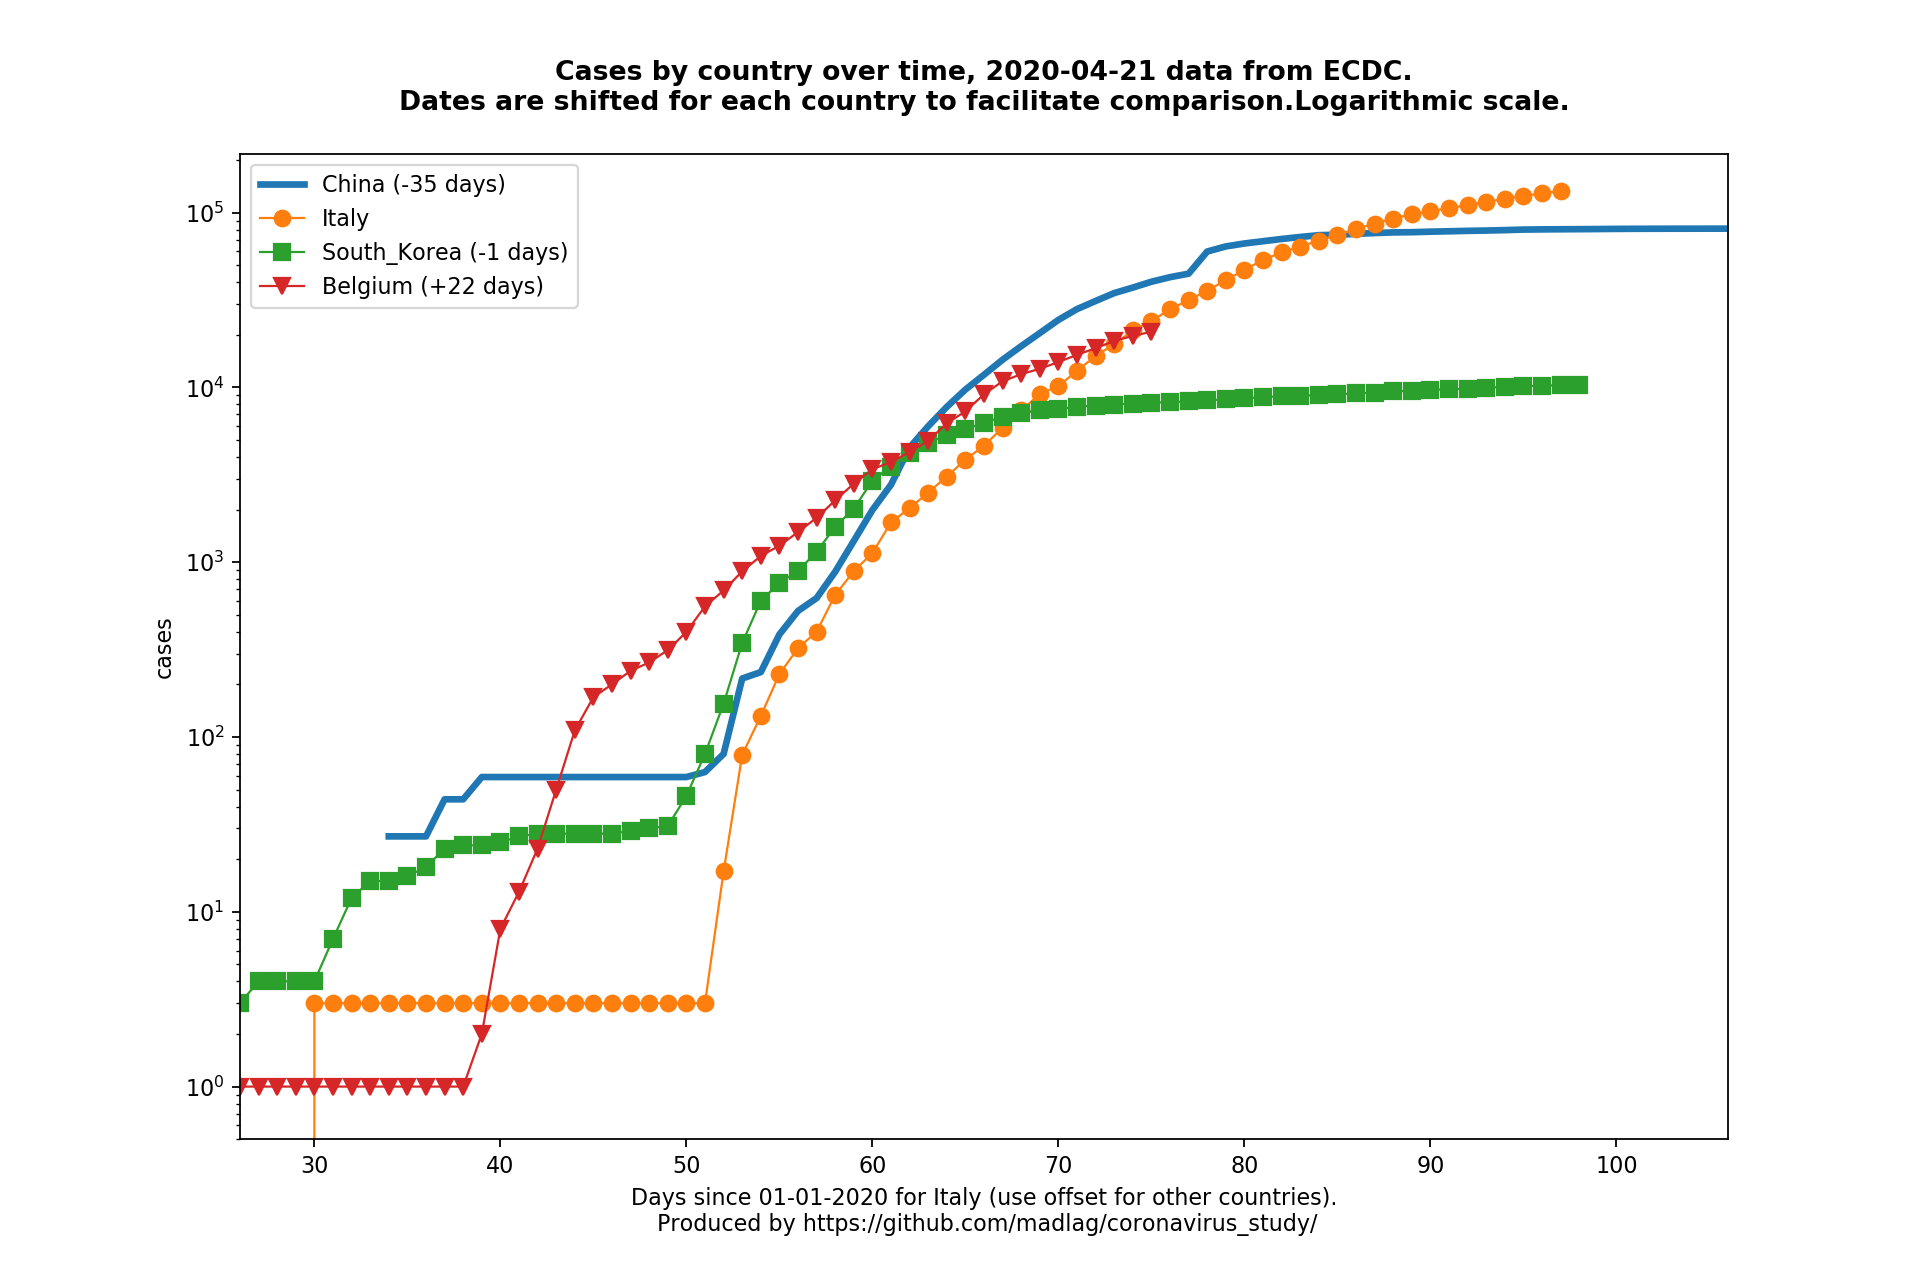 Cases by country over time, 2020-04-21 data from ECDC.
Dates are shifted for each country to facilitate comparison.Logarithmic scale.
China (-35 days)
Italy
South_Korea (-1 days)
Belgium (+22 days)
10^5
10^4
10^3
10^2
10^1
10^0
cases
30 40 50 60 70 80 90 100
Days since 01-01-2020 for Italy (use offset for other countries).
Produced by https://github.com/madlag/coronavirus_study/